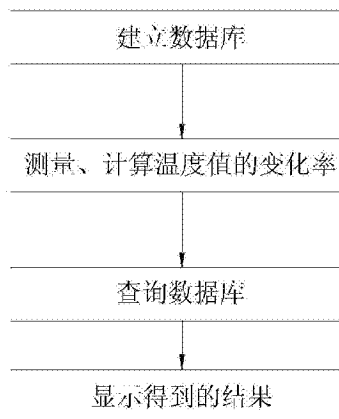 建立数据库
测量、计算温度值的变化率
查询数据库
显示得到的结果